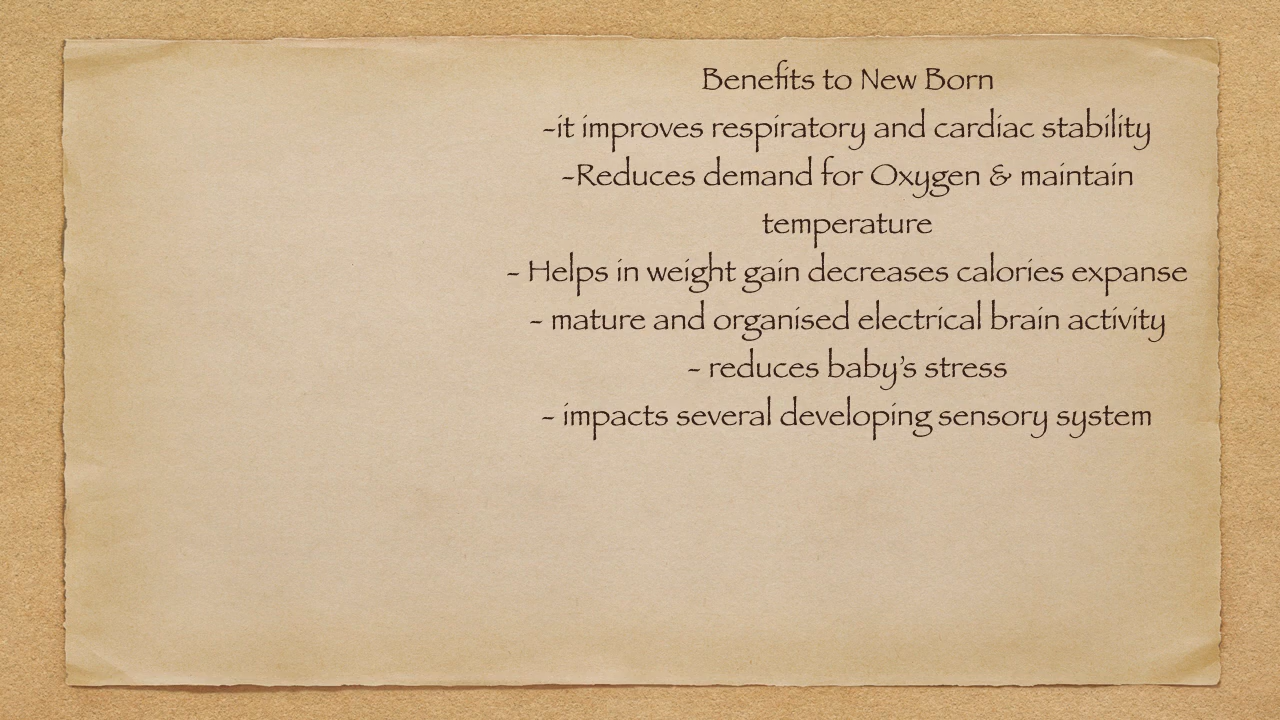 Benefits to New Born
-it improves respiratory and cardiac stability
-Reduces demand for Oxygen & maintain
temperature
- Helps in weight gain decreases calories expanse
- mature and organised electrical brain activity
- reduces baby’s stress
- impacts several developing sensory system